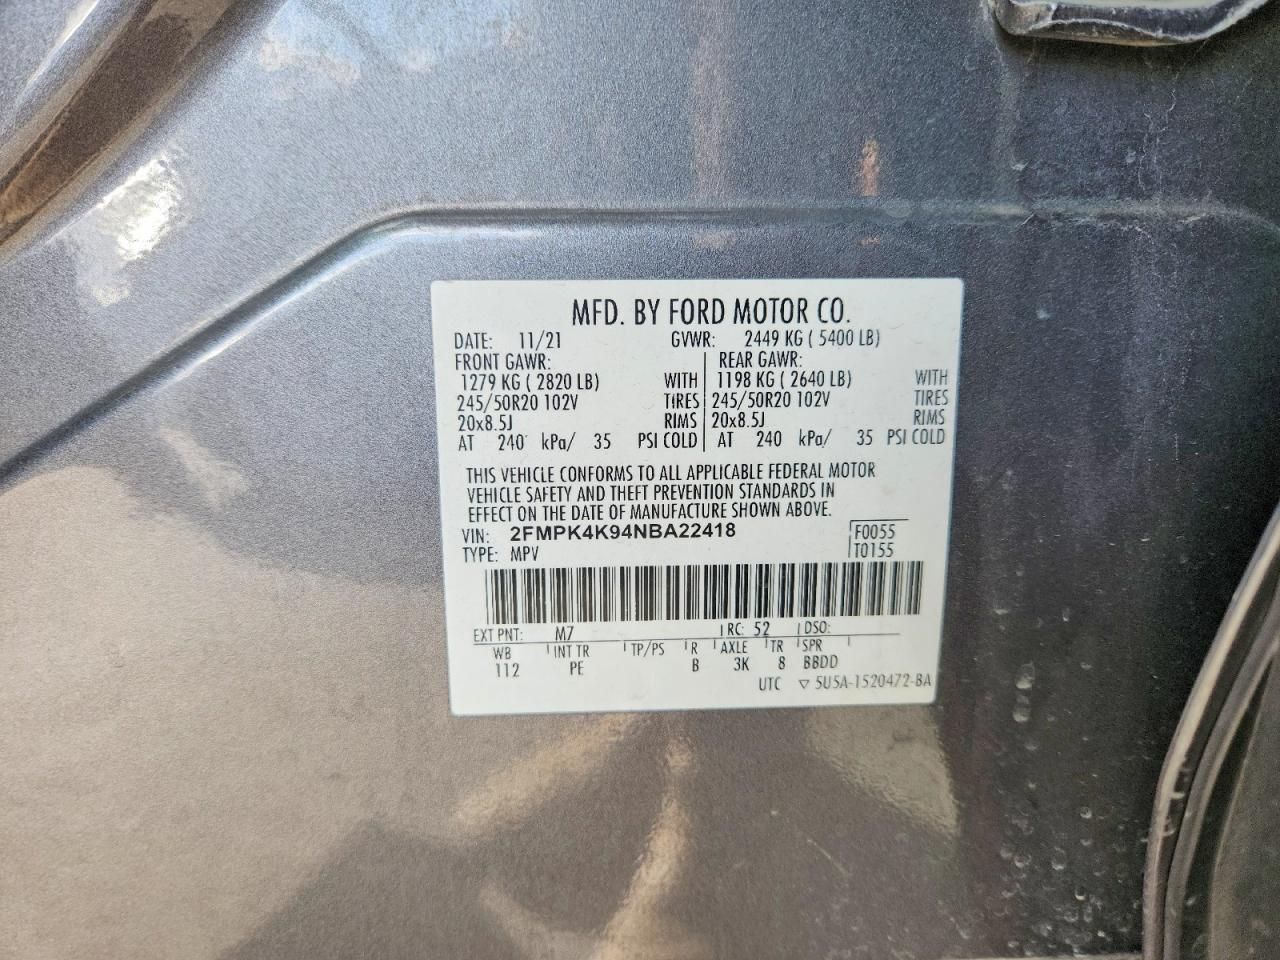 MFD. BY FORD MOTOR CO.
DATE: 11/21 GVWR: 2449 KG ( 5400 LB)
FRONT GAWR: REAR GAWR:
1279 KG ( 2820 LB) WITH 1198 KG ( 2640 LB) WITH
245/50R20 102V TIRES 245/50R20 102V TIRES
20x8.5J RIMS 20x8.5J RIMS
AT 240 kPa/ 35 PSI COLD AT 240 kPa/ 35 PSI COLD
THIS VEHICLE CONFORMS TO ALL APPLICABLE FEDERAL MOTOR
VEHICLE SAFETY AND THEFT PREVENTION STANDARDS IN
EFFECT ON THE DATE OF MANUFACTURE SHOWN ABOVE.
VIN: 2FMPK4K94NBA22418 F0055
TYPE: MPV T0155
EXT PNT: M7 RC: 52 DSO:
WB INT TR TP/PS R AXLE TR SPR
112 PE B 3K 8 BBDD
UTC ▽ 5U5A-1520472-BA